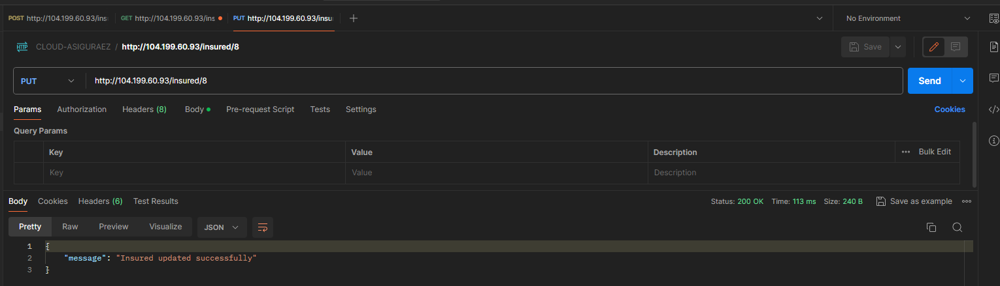 POST http://104.199.60.93/ins GET http://104.199.60.93/ins PUT http://104.199.60.93/insu No Environment
HTTP CLOUD-ASIGURAEZ / http://104.199.60.93/insured/8 Save
PUT http://104.199.60.93/insured/8 Send
Params Authorization Headers (8) Body Pre-request Script Tests Settings Cookies
Query Params
Key Value Description Bulk Edit
Key Value Description
Body Cookies Headers (6) Test Results Status: 200 OK Time: 113 ms Size: 240 B Save as example
Pretty Raw Preview Visualize JSON
1 {
2 "message": "Insured updated successfully"
3 }